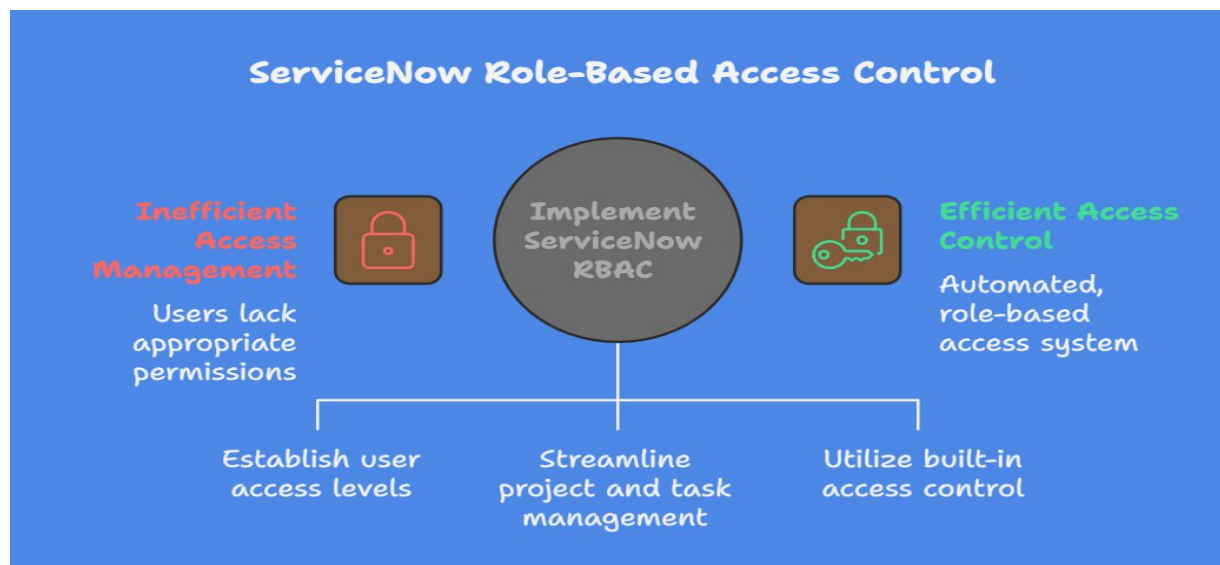 ServiceNow Role-Based Access Control
Inefficient
Access
Management
Users lack
appropriate
permissions
Implement
ServiceNow
RBAC
Efficient Access
Control
Automated,
role-based
access system
Establish user
access levels
Streamline
project and task
management
Utilize built-in
access control